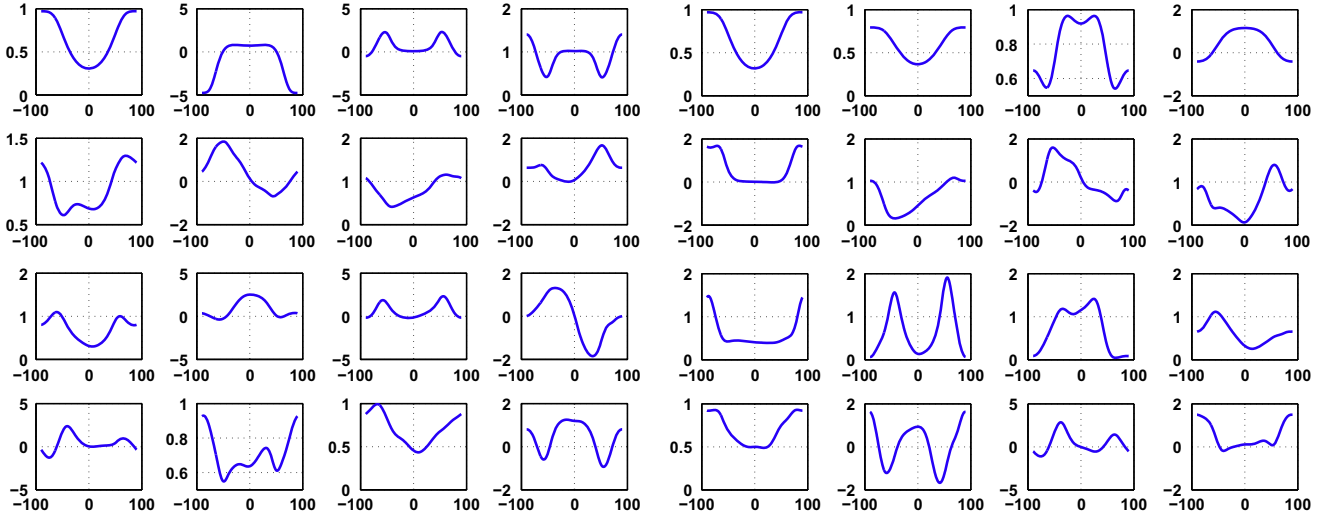 1 5 5 2 1 1 1 2
0.5 0 0 1 0.5 0.5 0.8 0
0.6
0 −5 −5 0 0 0 −2
−100 0 100 −100 0 100 −100 0 100 −100 0 100 −100 0 100 −100 0 100 −100 0 100 −100 0 100
1.5 2 2 2 2 2 2 2
1 0 1 0 0 1 0 1
0.5 −2 0 −2 −2 0 −2 0
−100 0 100 −100 0 100 −100 0 100 −100 0 100 −100 0 100 −100 0 100 −100 0 100 −100 0 100
2 5 5 2 2 2 2 2
1 0 0 0 1 1 1 1
0 −5 −5 −2 0 0 0 0
−100 0 100 −100 0 100 −100 0 100 −100 0 100 −100 0 100 −100 0 100 −100 0 100 −100 0 100
5 1 1 2 1 2 5 2
0 0.8 0.5 0 0.5 0 0 0
0.6
−5 0 −2 0 −2 −5 −2
−100 0 100 −100 0 100 −100 0 100 −100 0 100 −100 0 100 −100 0 100 −100 0 100 −100 0 100